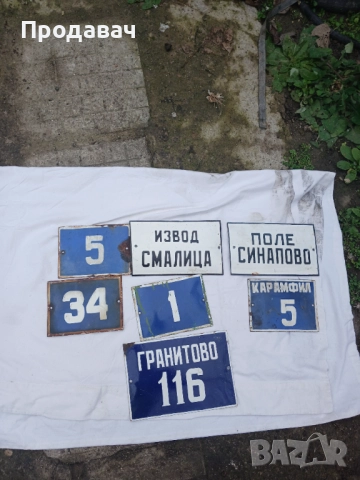 Продавач
5
ИЗВОД
СМАЛИЦА
ПОЛЕ
СИНАПОВО
34
1
КАРАМФИЛ
5
ГРАНИТОВО
116
BAZAR